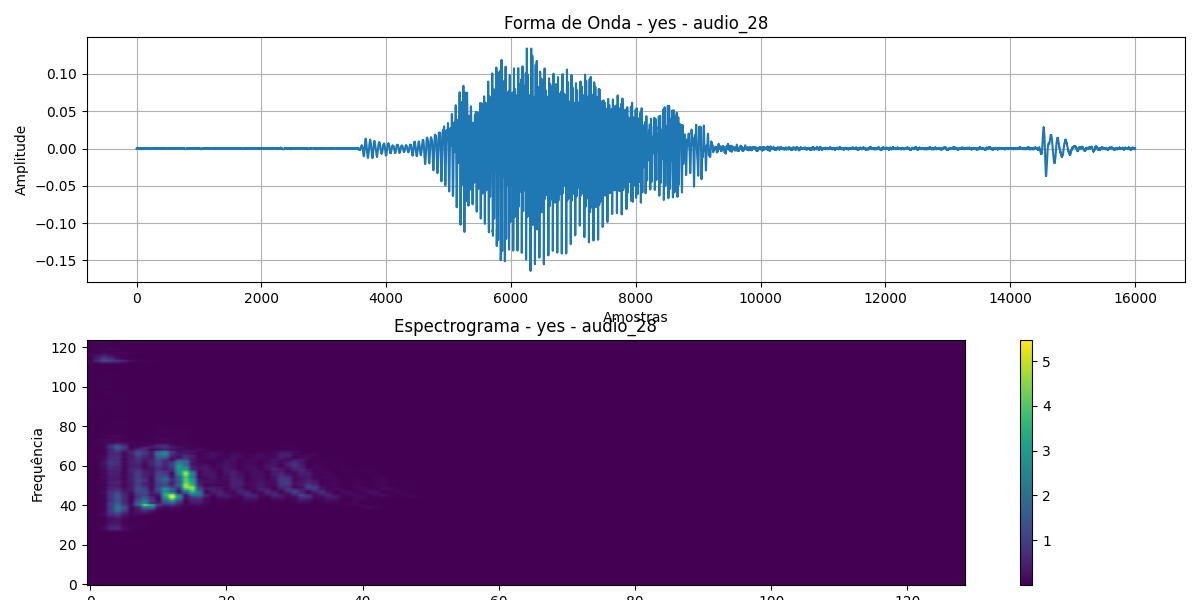 Forma de Onda - yes - audio_28
Amplitude
0.10
0.05
0.00
−0.05
−0.10
−0.15
0 2000 4000 6000 8000 10000 12000 14000 16000
Amostras
Espectrograma - yes - audio_28
Frequência
120
100
80
60
40
20
0
0 20 40 60 80 100 120
5
4
3
2
1